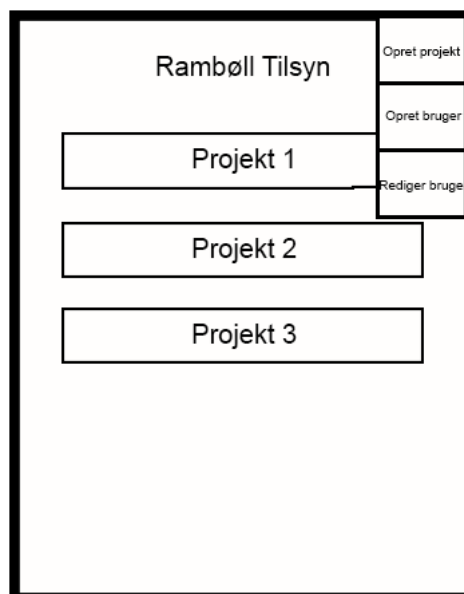 Opret projekt
Rambøll Tilsyn
Opret bruger
Projekt 1
Rediger bruge
Projekt 2
Projekt 3